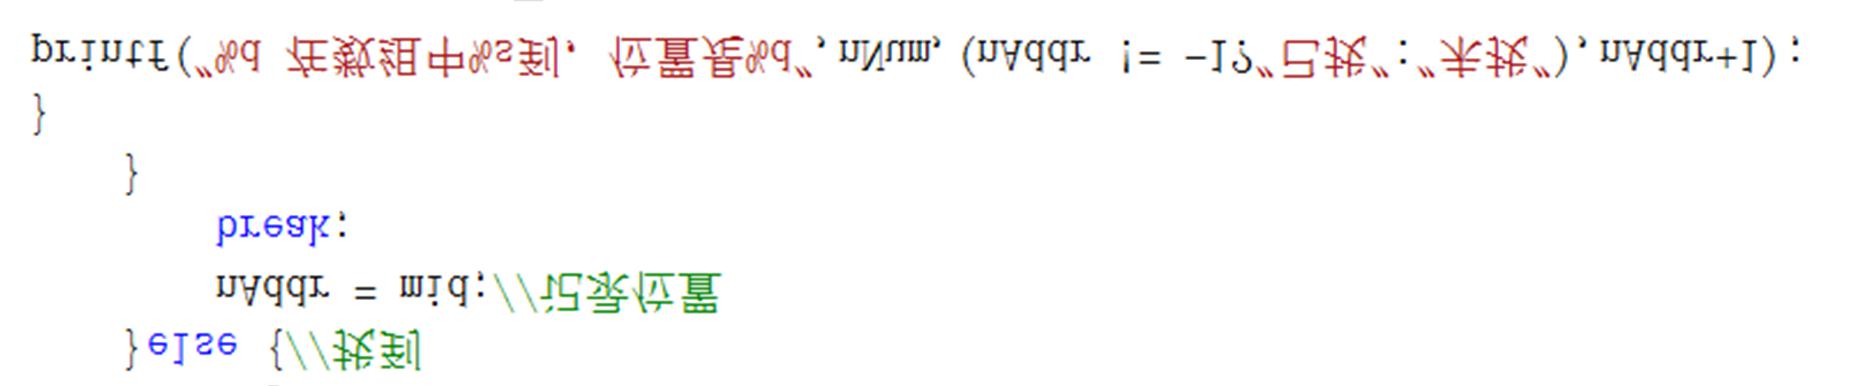 }else {//找到
        nAddr = mid;//记录位置
        break;
    }
}
printf("%d 在数组中%s到, 位置是%d",nNum,(nAddr != -1?"已找":"未找"),nAddr+1);